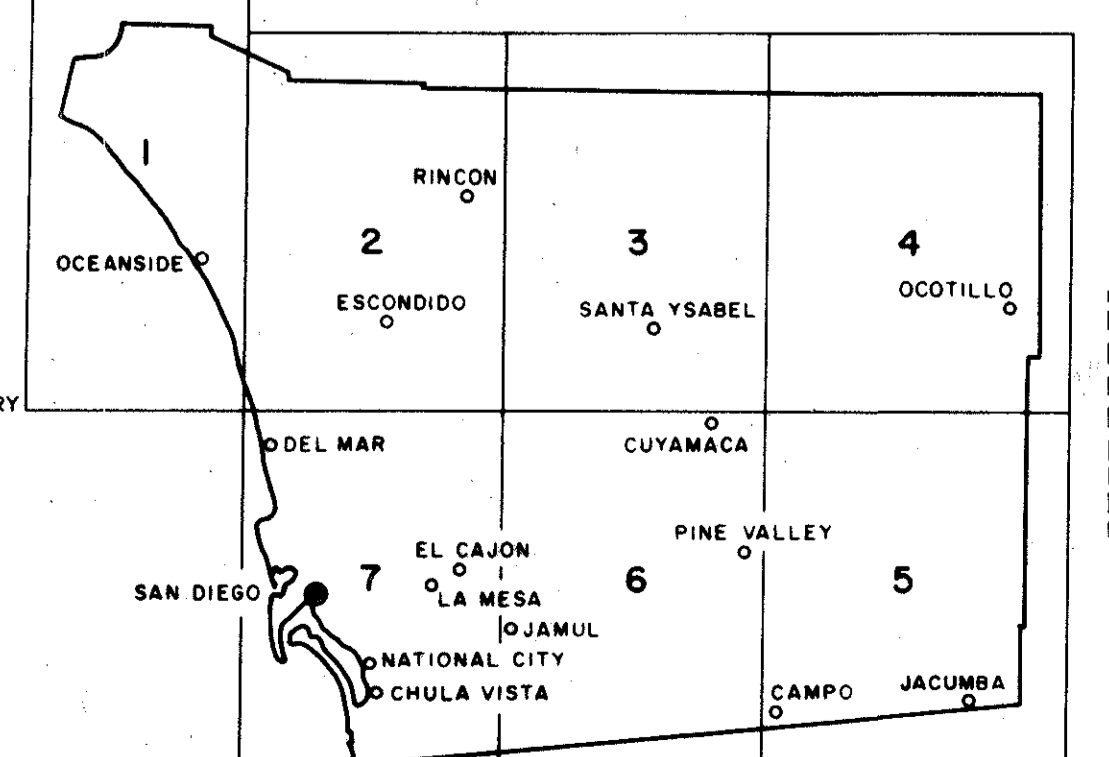 1
RINCON
2
3
4
OCEANSIDE
OCOTILLO
ESCONDIDO
SANTA YSABEL
RY
DEL MAR
CUYAMACA
PINE VALLEY
EL CAJON
7
6
5
SAN DIEGO
LA MESA
JAMUL
NATIONAL CITY
CHULA VISTA
CAMPO
JACUMBA